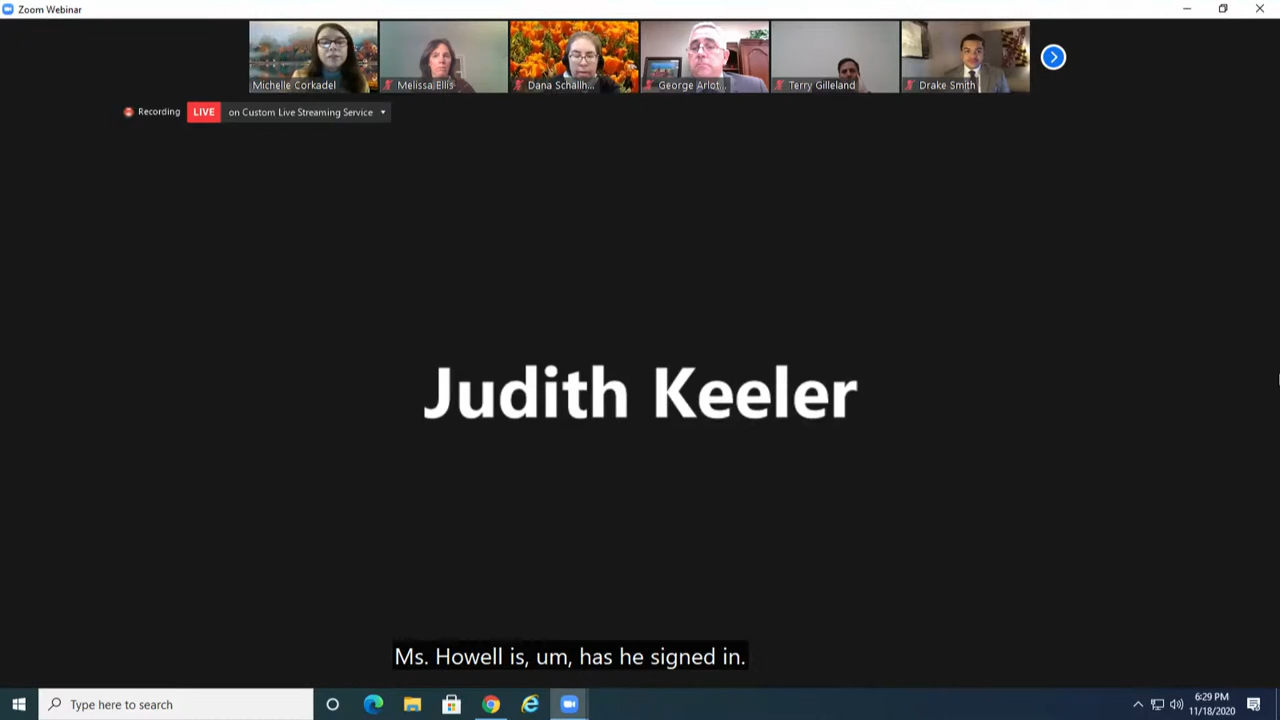 Zoom Webinar
Michelle Corkadel
Melissa Ellis
Dana Schallh...
George Arlot...
Terry Gilleland
Drake Smith
Recording
LIVE
on Custom Live Streaming Service
Judith Keeler
Ms. Howell is, um, has he signed in.
Type here to search
6:29 PM
11/18/2020